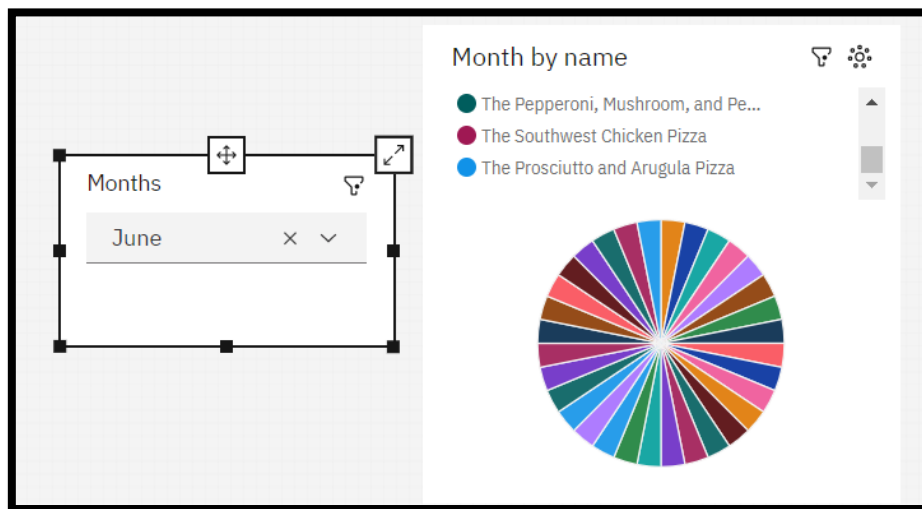 Months
June
Month by name
The Pepperoni, Mushroom, and Pe...
The Southwest Chicken Pizza
The Prosciutto and Arugula Pizza